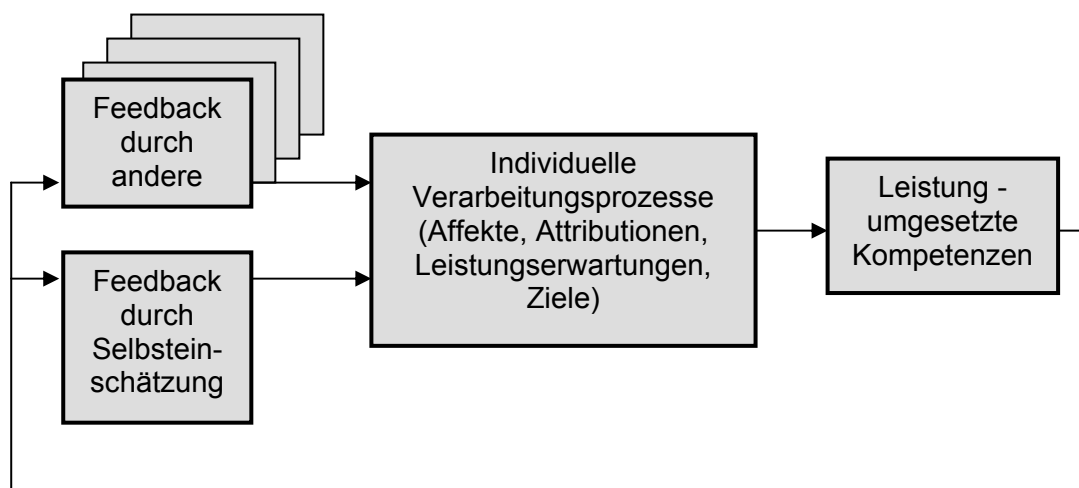 Feedback
durch
andere
Feedback
durch
Selbstein-
schätzung
Individuelle
Verarbeitungsprozesse
(Affekte, Attributionen,
Leistungserwartungen,
Ziele)
Leistung -
umgesetzte
Kompetenzen